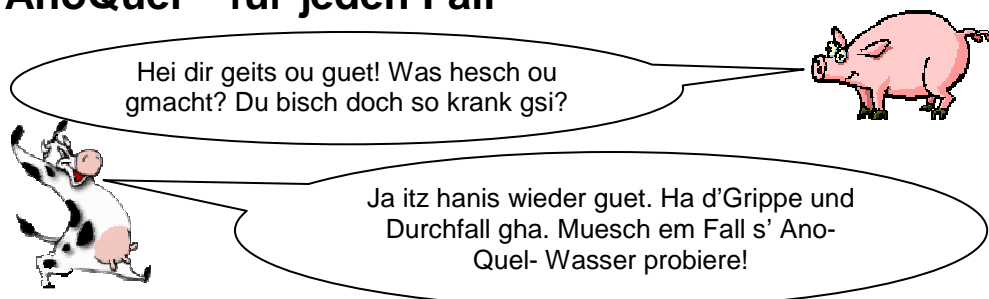 AnoQuel – für jeden Fall
Hei dir geits ou guet! Was hesch ou
gmacht? Du bisch doch so krank gsi?
Ja itz hanis wieder guet. Ha d’Grippe und
Durchfall gha. Muesch em Fall s’ Ano-
Quel- Wasser probiere!